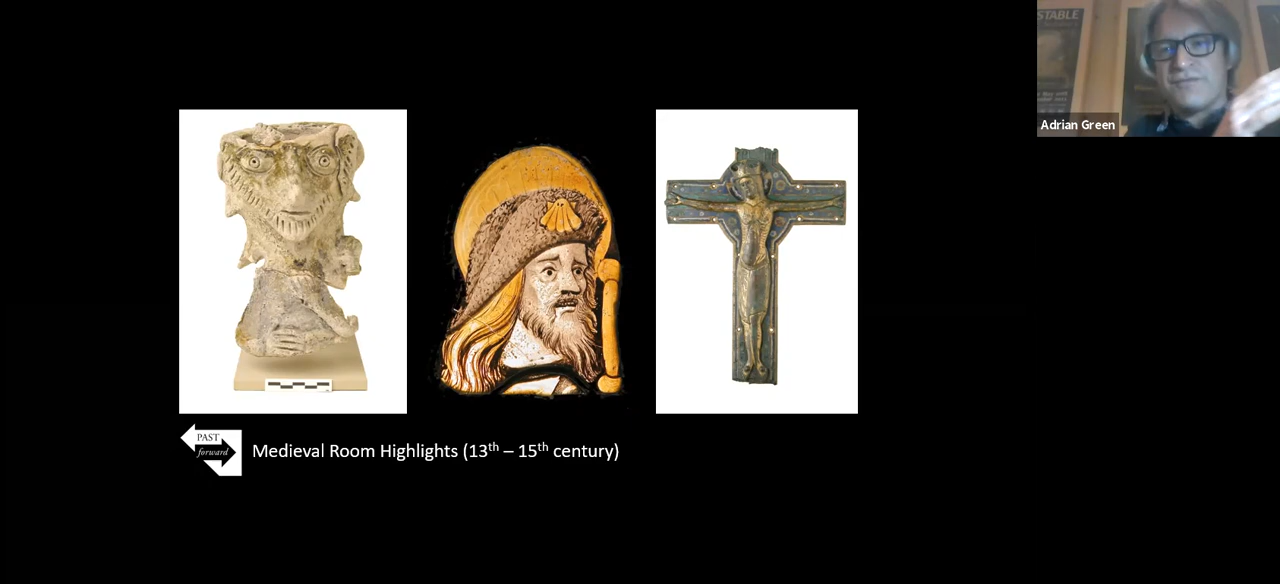 STABLE
Adrian Green
PAST
forward
Medieval Room Highlights (13th – 15th century)